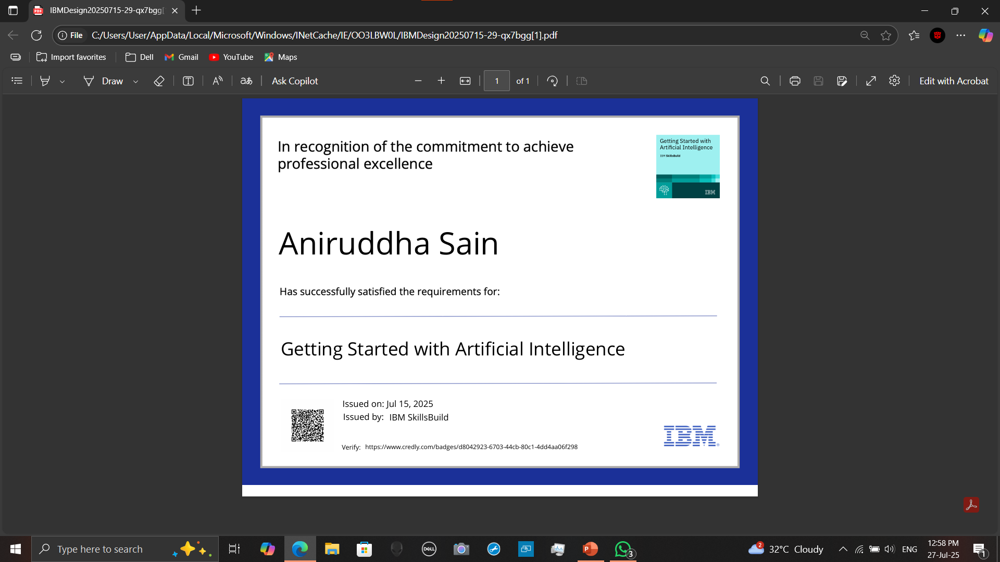 IBMDesign20250715-29-qx7bgg[
File
C:/Users/User/AppData/Local/Microsoft/Windows/INetCache/IE/OO3LBW0L/IBMDesign20250715-29-qx7bgg[1].pdf
Import favorites
Dell
Gmail
YouTube
Maps
Draw
Ask Copilot
1
of 1
Edit with Acrobat
In recognition of the commitment to achieve
professional excellence
Getting Started with
Artificial Intelligence
IBM SkillsBuild
IBM
Aniruddha Sain
Has successfully satisfied the requirements for:
Getting Started with Artificial Intelligence
Issued on: Jul 15, 2025
Issued by: IBM SkillsBuild
Verify: https://www.credly.com/badges/d8042923-6703-44cb-80c1-4dd4aa06f298
IBM
Type here to search
DELL
3
2
32°C Cloudy
ENG
12:58 PM
27-Jul-25
1